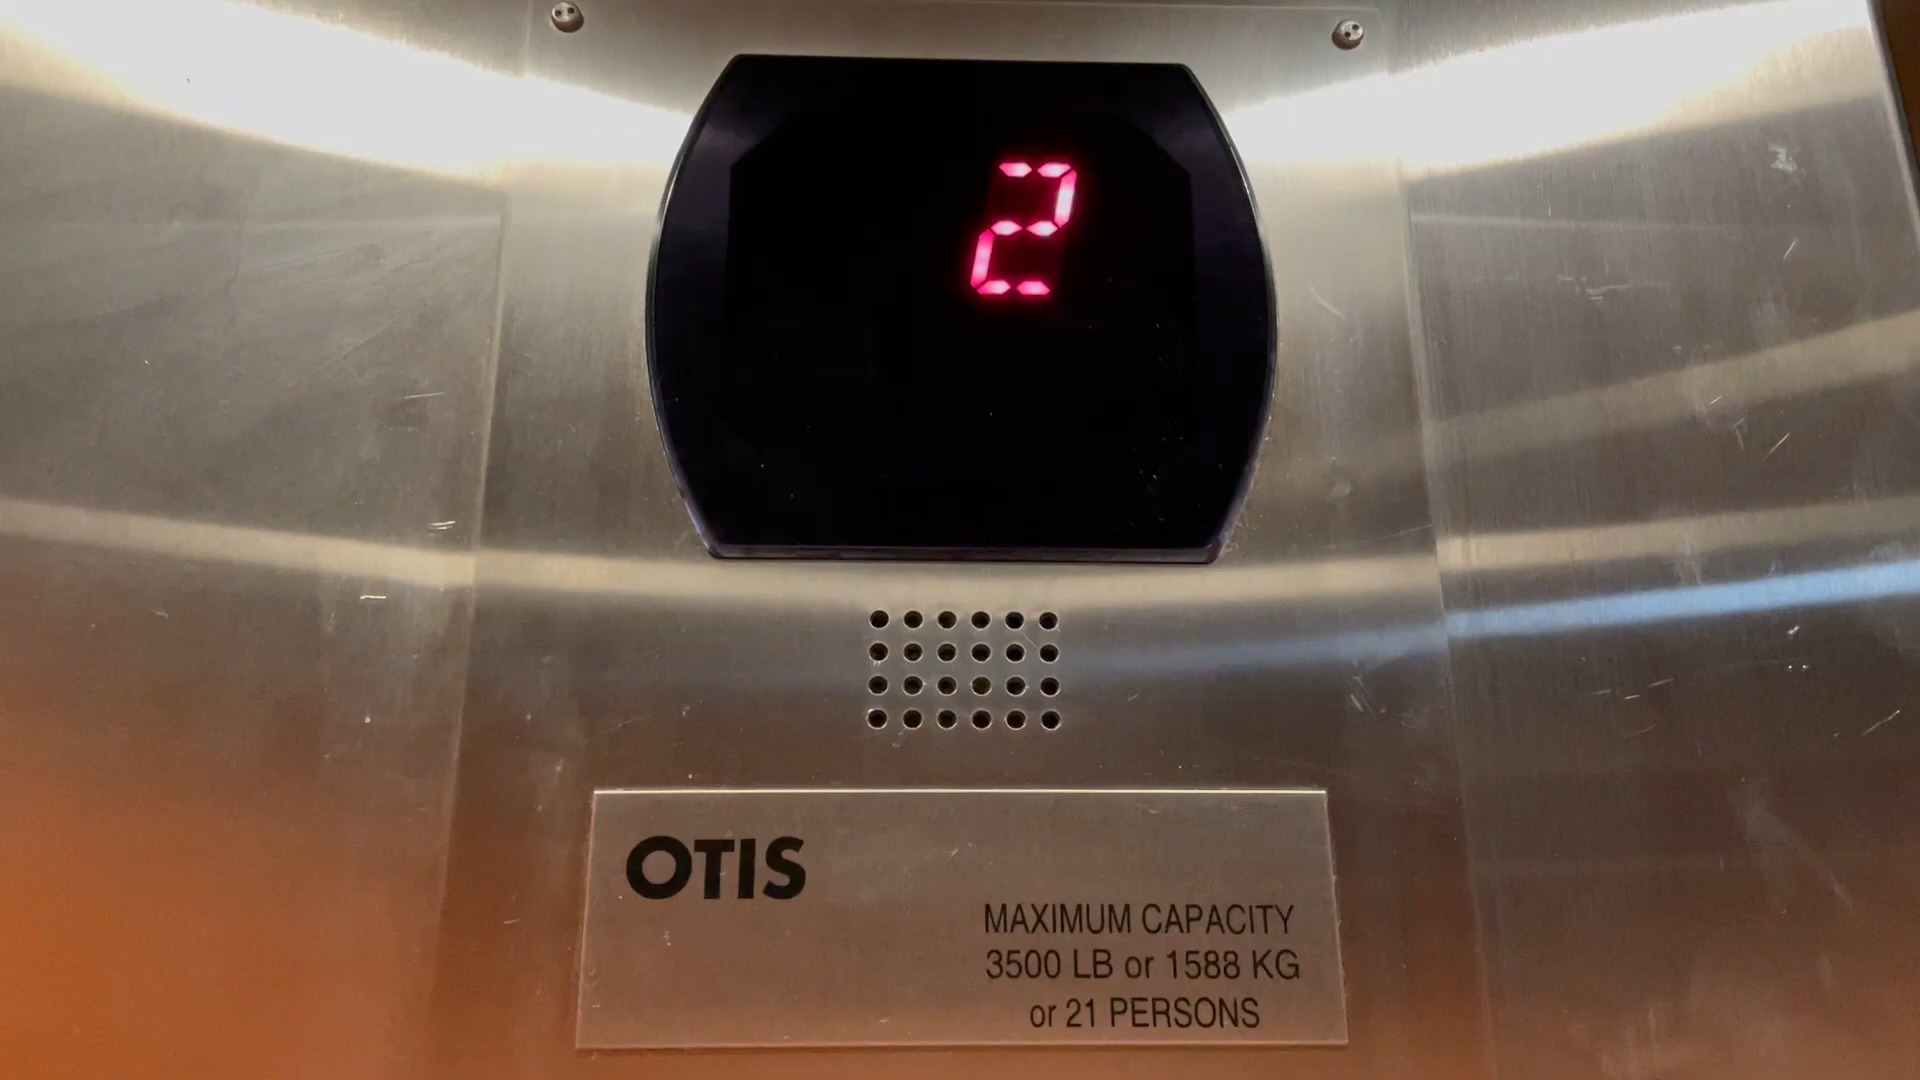 2
OTIS
MAXIMUM CAPACITY
3500 LB or 1588 KG
or 21 PERSONS